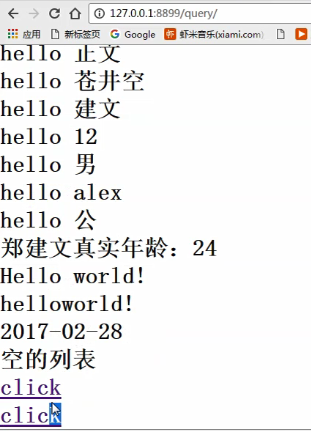 127.0.0.1:8899/query/
应用 新标签页 Google 虾米音乐(xiami.com)
hello 正文
hello 苍井空
hello 建文
hello 12
hello 男
hello alex
hello 公
郑建文真实年龄：24
Hello world!
helloworld!
2017-02-28
空的列表
click
click